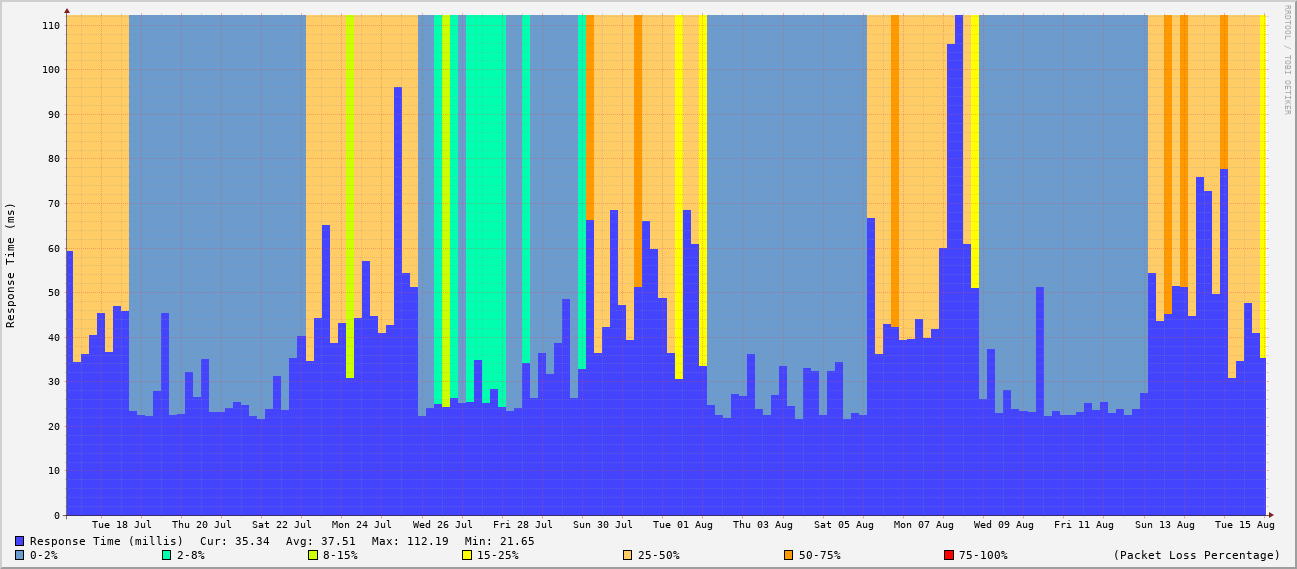 RRDTOOL / TOBI OETIKER
Response Time (ms)
110
100
90
80
70
60
50
40
30
20
10
0
Tue 18 Jul Thu 20 Jul Sat 22 Jul Mon 24 Jul Wed 26 Jul Fri 28 Jul Sun 30 Jul Tue 01 Aug Thu 03 Aug Sat 05 Aug Mon 07 Aug Wed 09 Aug Fri 11 Aug Sun 13 Aug Tue 15 Aug
Response Time (millis) Cur: 35.34 Avg: 37.51 Max: 112.19 Min: 21.65
0-2% 2-8% 8-15% 15-25% 25-50% 50-75% 75-100% (Packet Loss Percentage)